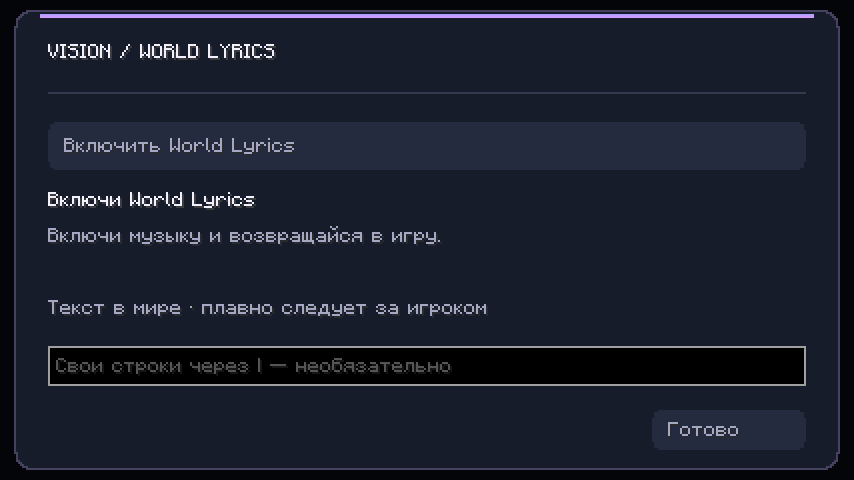 VISION / WORLD LYRICS
Включить World Lyrics
Включи World Lyrics
Включи музыку и возвращайся в игру.
Текст в мире · плавно следует за игроком
Свои строки через | — необязательно
Готово